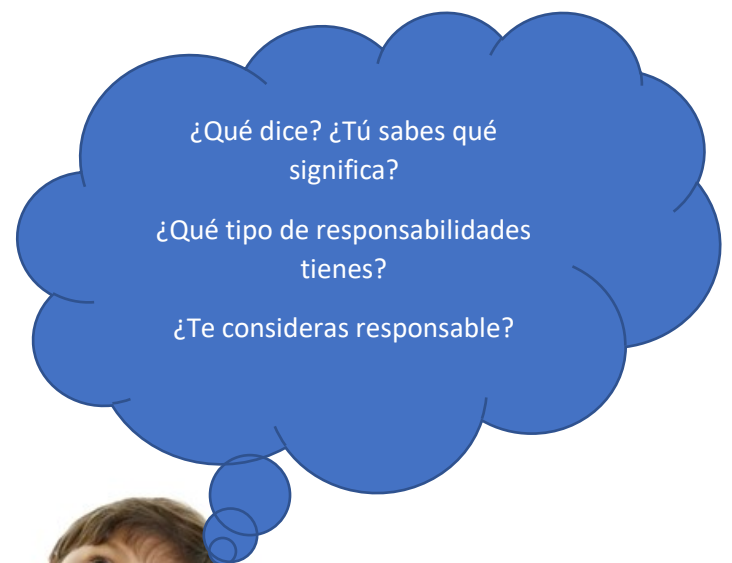 ¿Qué dice? ¿Tú sabes qué
significa?
¿Qué tipo de responsabilidades
tienes?
¿Te consideras responsable?